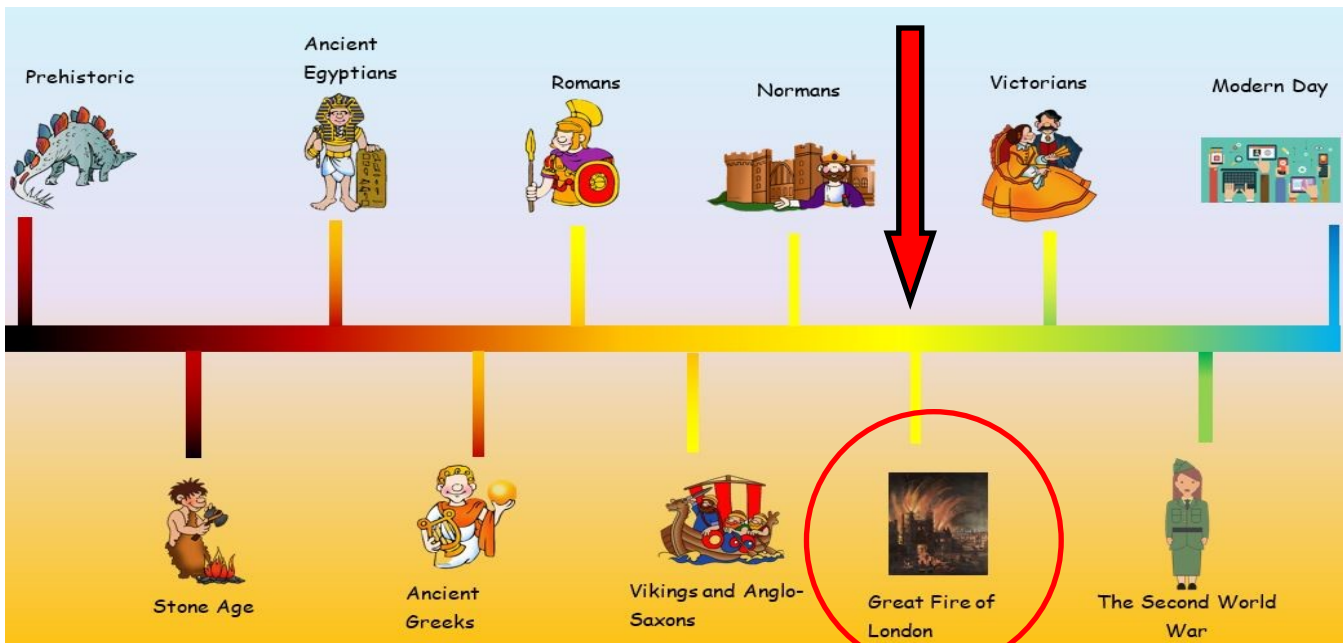 Prehistoric
Ancient
Egyptians
Romans
Normans
Victorians
Modern Day
Stone Age
Ancient
Greeks
Vikings and Anglo-
Saxons
Great Fire of
London
The Second World
War